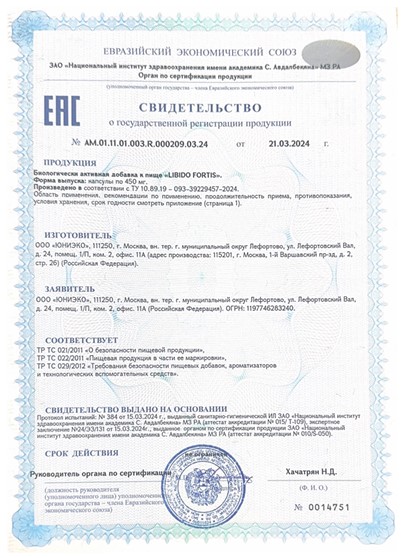 ЕВРАЗИЙСКИЙ ЭКОНОМИЧЕСКИЙ СОЮЗ
ЗАО «Национальный институт здравоохранения имени академика С. Авдалбекяна» МЗ РА
Орган по сертификации продукции
(уполномоченный орган государства – члена Евразийского экономического союза)
ЕАС
СВИДЕТЕЛЬСТВО
о государственной регистрации продукции
№ AM.01.11.01.003.R.000209.03.24 от 21.03.2024 г.
ПРОДУКЦИЯ
Биологически активная добавка к пище «LIBIDO FORTIS».
Форма выпуска: капсулы по 450 мг.
Произведено в соответствии с ТУ 10.89.19 – 093–39229457–2024.
Область применения, рекомендации по применению, продолжительность приема, противопоказания,
условия хранения, срок годности смотреть приложение (страница 1).
ИЗГОТОВИТЕЛЬ
ООО «ЮНИЭКО», 111250, г. Москва, вн. тер. г. муниципальный округ Лефортово, ул. Лефортовский Вал,
д. 24, помещ. 1/П, ком. 2, офис. 11А (адрес производства: 115201, г. Москва, 1-й Варшавский пр-зд, д. 2,
стр. 26) (Российская Федерация).
ЗАЯВИТЕЛЬ
ООО «ЮНИЭКО», 111250, г. Москва, вн. тер. г. муниципальный округ Лефортово, ул. Лефортовский Вал,
д. 24, помещ. 1/П, ком. 2, офис. 11А (Российская Федерация). ОГРН: 1197746283240.
СООТВЕТСТВУЕТ
ТР ТС 021/2011 «О безопасности пищевой продукции»,
ТР ТС 022/2011 «Пищевая продукция в части ее маркировки»,
ТР ТС 029/2012 «Требования безопасности пищевых добавок, ароматизаторов
и технологических вспомогательных средств».
СВИДЕТЕЛЬСТВО ВЫДАНО НА ОСНОВАНИИ
Протокол испытаний: № 384 от 15.03.2024 г., выданный санитарно-гигиенической ИЛ ЗАО «Национальный институт
здравоохранения имени академика С. Авдалбекяна» МЗ РА (аттестат аккредитации № 015/ Т-109), экспертное
заключение №24/Э3/31 от 15.03.2024г., выданное органом по сертификации продукции ЗАО «Национальный
институт здравоохранения имени академика С. Авдалбекяна» МЗ РА (аттестат аккредитации № 010/S-050).
СРОК ДЕЙСТВИЯ не ограничен
Руководитель органа по сертификации Хачатрян Н.Д.
(должность руководителя
(уполномоченного лица) уполномоченного
органа государства – члена
Евразийского экономического союза)
(Ф. И. О.)
№ 0014751